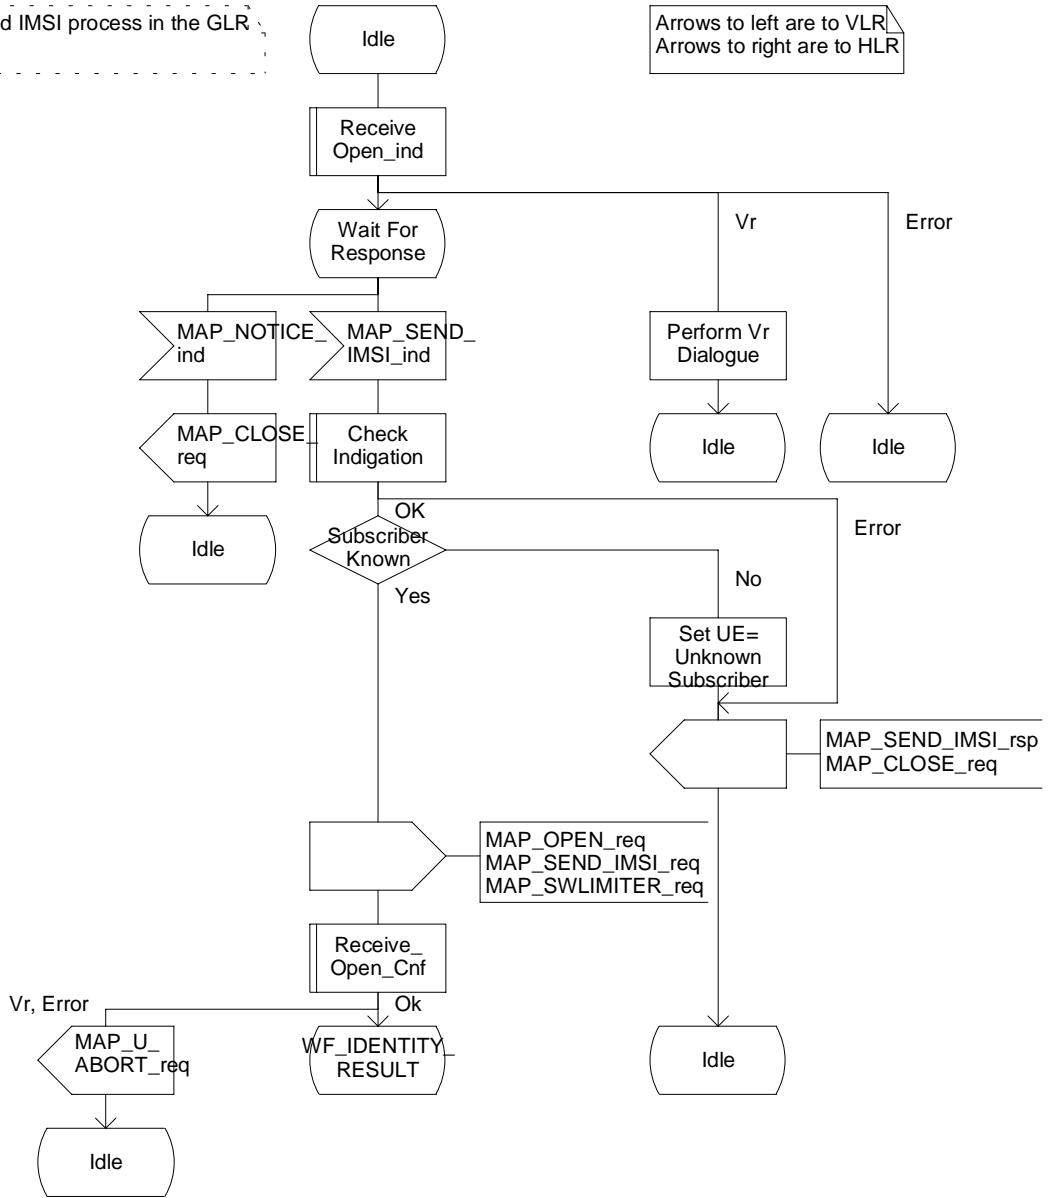 d IMSI process in the GLR
Idle
Arrows to left are to VLR
Arrows to right are to HLR
Receive
Open_ind
Wait For
Response
Vr
Error
MAP_NOTICE_
ind
MAP_SEND_
IMSI_ind
Perform Vr
Dialogue
MAP_CLOSE_
req
Check
Indigation
Idle
Idle
OK
Error
Idle
Subscriber
Known
No
Yes
Set UE=
Unknown
Subscriber
MAP_SEND_IMSI_rsp
MAP_CLOSE_req
MAP_OPEN_req
MAP_SEND_IMSI_req
MAP_SWLIMITER_req
Receive_
Open_Cnf
Vr, Error
Ok
MAP_U_
ABORT_req
WF_IDENTITY_
RESULT
Idle
Idle